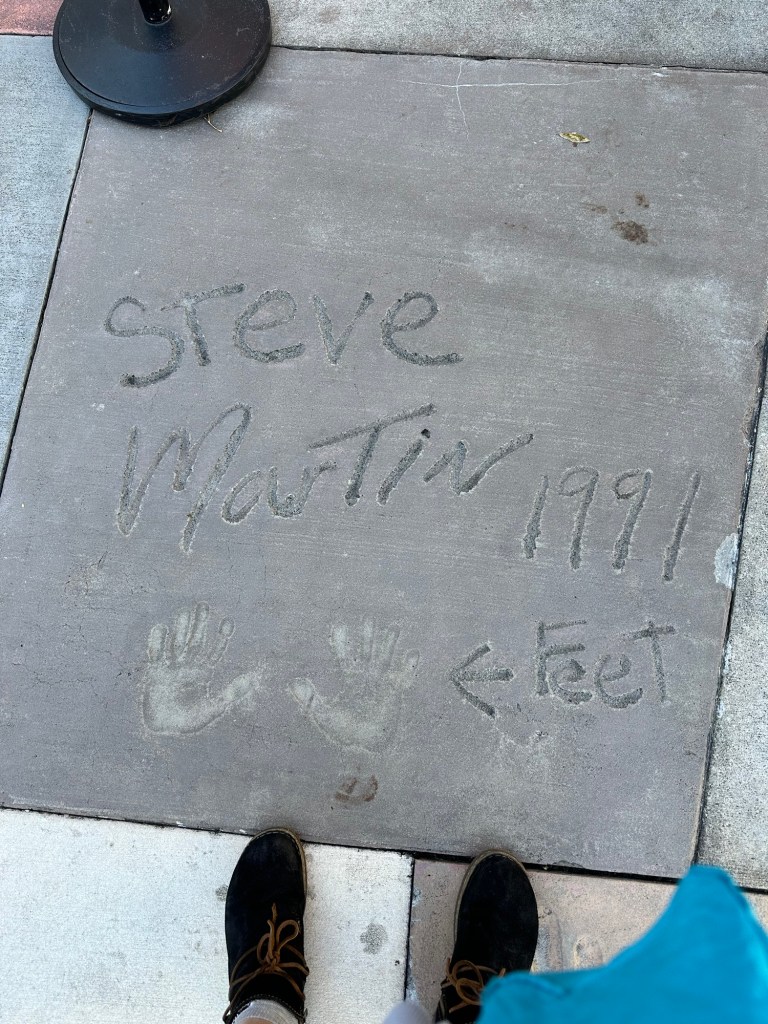 Steve
Martin 1991
← Feet